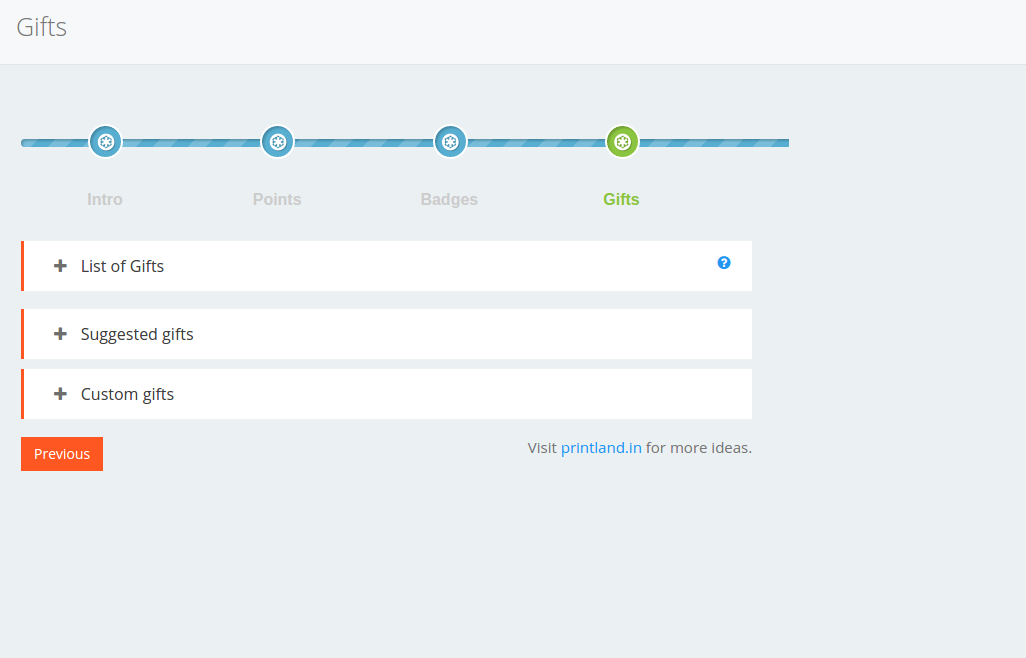 Gifts
Intro
Points
Badges
Gifts
List of Gifts
Suggested gifts
Custom gifts
Previous
Visit printland.in for more ideas.